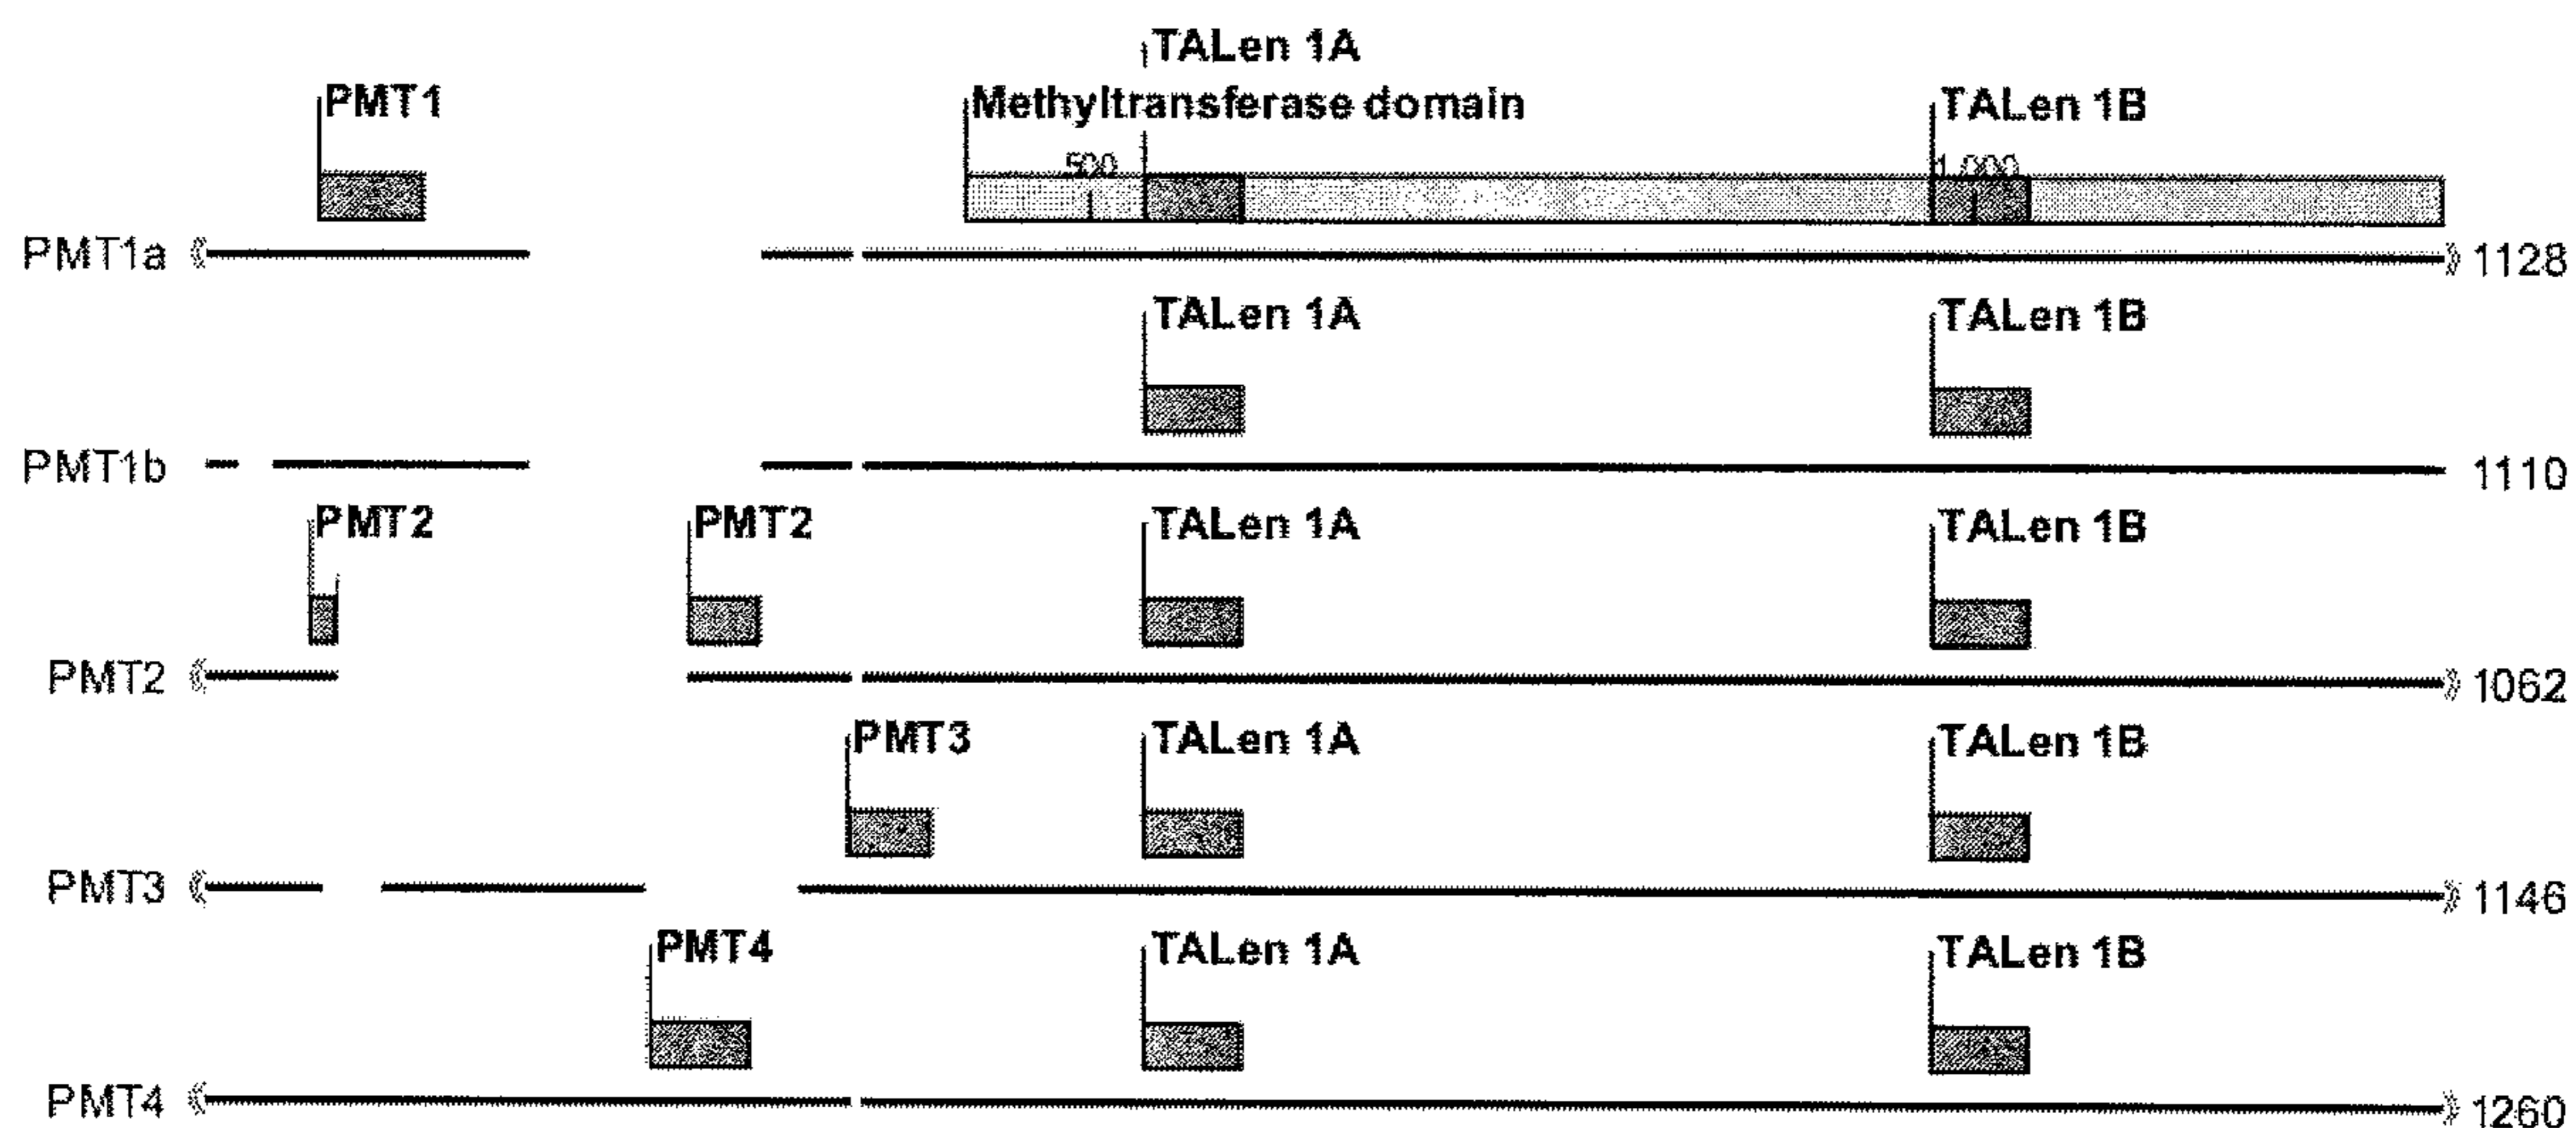 TALen 1A
PMT1 Methyltransferase domain TALen 1B
500 1,000
PMT1a 1128
TALen 1A TALen 1B
PMT1b 1110
PMT2 PMT2 TALen 1A TALen 1B
PMT2 1062
PMT3 TALen 1A TALen 1B
PMT3 1146
PMT4 TALen 1A TALen 1B
PMT4 1260